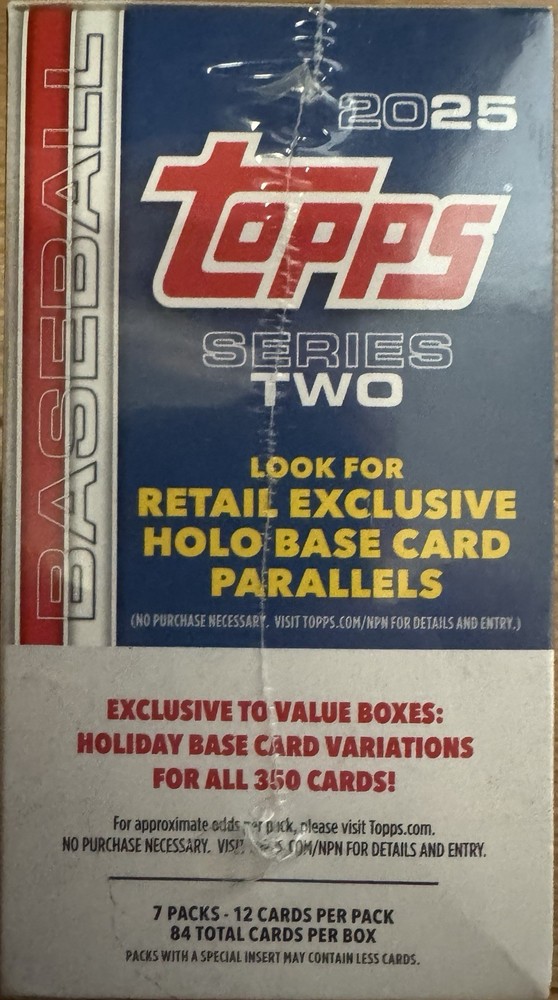 BASEBALL
2025
topps
SERIES
TWO
LOOK FOR
RETAIL EXCLUSIVE
HOLO BASE CARD
PARALLELS
(NO PURCHASE NECESSARY. VISIT TOPPS.COM/NPN FOR DETAILS AND ENTRY.)
EXCLUSIVE TO VALUE BOXES:
HOLIDAY BASE CARD VARIATIONS
FOR ALL 350 CARDS!
For approximate odds per pack, please visit Topps.com.
NO PURCHASE NECESSARY. VISIT .COM/NPN FOR DETAILS AND ENTRY.
7 PACKS - 12 CARDS PER PACK
84 TOTAL CARDS PER BOX
PACKS WITH A SPECIAL INSERT MAY CONTAIN LESS CARDS.